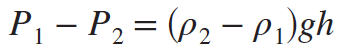 P₁ − P₂ = (ρ₂ − ρ₁)gh